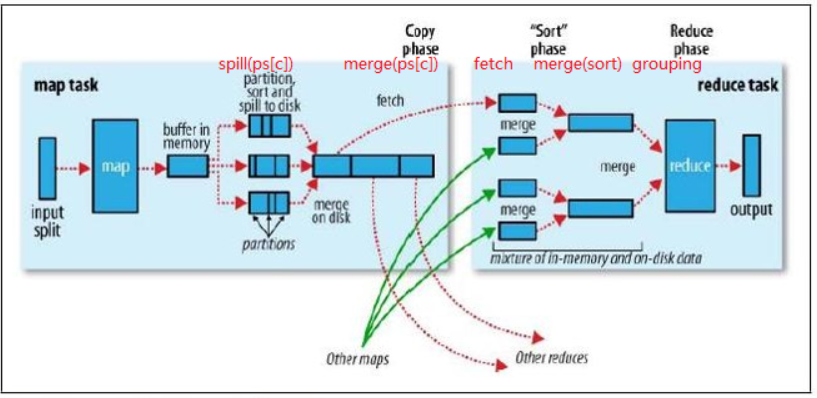 Copy
phase
"Sort"
phase
Reduce
phase
spill(ps[c])
merge(ps[c])
fetch
merge(sort)
grouping
map task
partition,
sort and
spill to disk
fetch
buffer in
memory
map
input
split
merge
on disk
partitions
reduce task
merge
merge
merge
reduce
output
mixture of in-memory and on-disk data
Other maps
Other reduces